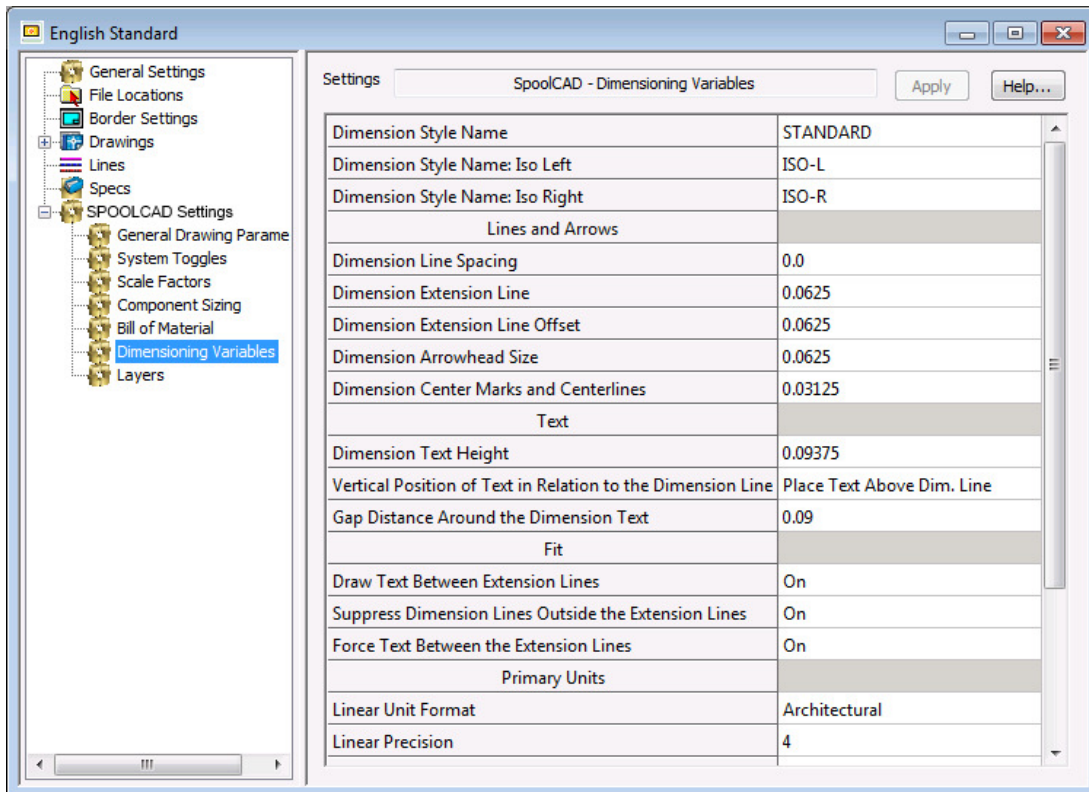 English Standard
General Settings
File Locations
Border Settings
Drawings
Lines
Specs
SPOOLCAD Settings
General Drawing Parame
System Toggles
Scale Factors
Component Sizing
Bill of Material
Dimensioning Variables
Layers
Settings SpoolCAD - Dimensioning Variables Apply Help...
Dimension Style Name STANDARD
Dimension Style Name: Iso Left ISO-L
Dimension Style Name: Iso Right ISO-R
Lines and Arrows
Dimension Line Spacing 0.0
Dimension Extension Line 0.0625
Dimension Extension Line Offset 0.0625
Dimension Arrowhead Size 0.0625
Dimension Center Marks and Centerlines 0.03125
Text
Dimension Text Height 0.09375
Vertical Position of Text in Relation to the Dimension Line Place Text Above Dim. Line
Gap Distance Around the Dimension Text 0.09
Fit
Draw Text Between Extension Lines On
Suppress Dimension Lines Outside the Extension Lines On
Force Text Between the Extension Lines On
Primary Units
Linear Unit Format Architectural
Linear Precision 4